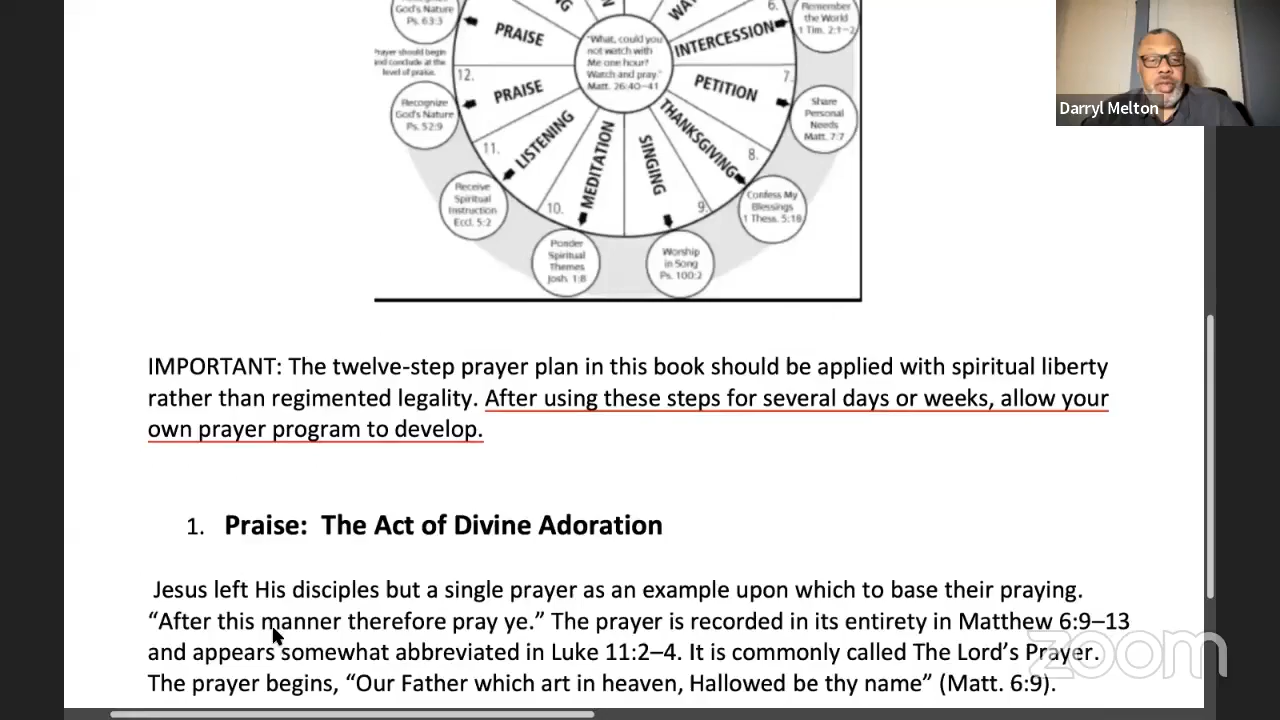 God's Nature
Ps. 63:3
Prayer should begin
and conclude at the
level of praise.
PRAISE
"What, could you
not watch with
Me one hour?
Watch and pray."
Matt. 26:40–41
6.
Remember
the World
1 Tim. 2:1–2
INTERCESSION
7.
PETITION
Share
Personal
Needs
Matt. 7:7
12.
PRAISE
Recognize
God's Nature
Ps. 52:9
THANKSGIVING
8.
Confess My
Blessings
1 Thess. 5:18
11.
LISTENING
Receive
Spiritual
Instruction
Eccl. 5:2
10.
MEDITATION
Ponder
Spiritual
Themes
Josh. 1:8
SINGING
9.
Worship
in Song
Ps. 100:2
Darryl Melton
IMPORTANT: The twelve-step prayer plan in this book should be applied with spiritual liberty
rather than regimented legality. After using these steps for several days or weeks, allow your
own prayer program to develop.
1. Praise: The Act of Divine Adoration
Jesus left His disciples but a single prayer as an example upon which to base their praying.
“After this manner therefore pray ye.” The prayer is recorded in its entirety in Matthew 6:9–13
and appears somewhat abbreviated in Luke 11:2–4. It is commonly called The Lord’s Prayer.
The prayer begins, “Our Father which art in heaven, Hallowed be thy name” (Matt. 6:9).
zoom